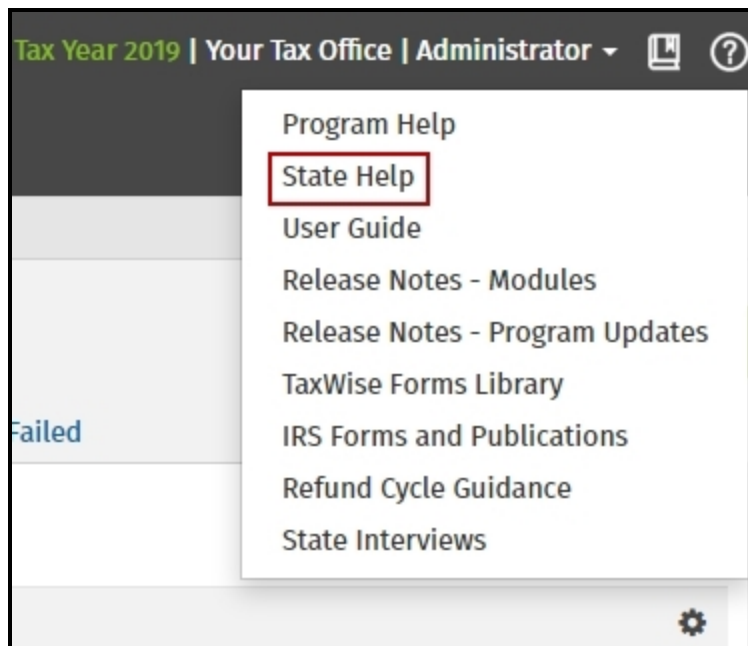 Tax Year 2019 | Your Tax Office | Administrator
Program Help
State Help
User Guide
Release Notes - Modules
Release Notes - Program Updates
TaxWise Forms Library
Failed
IRS Forms and Publications
Refund Cycle Guidance
State Interviews